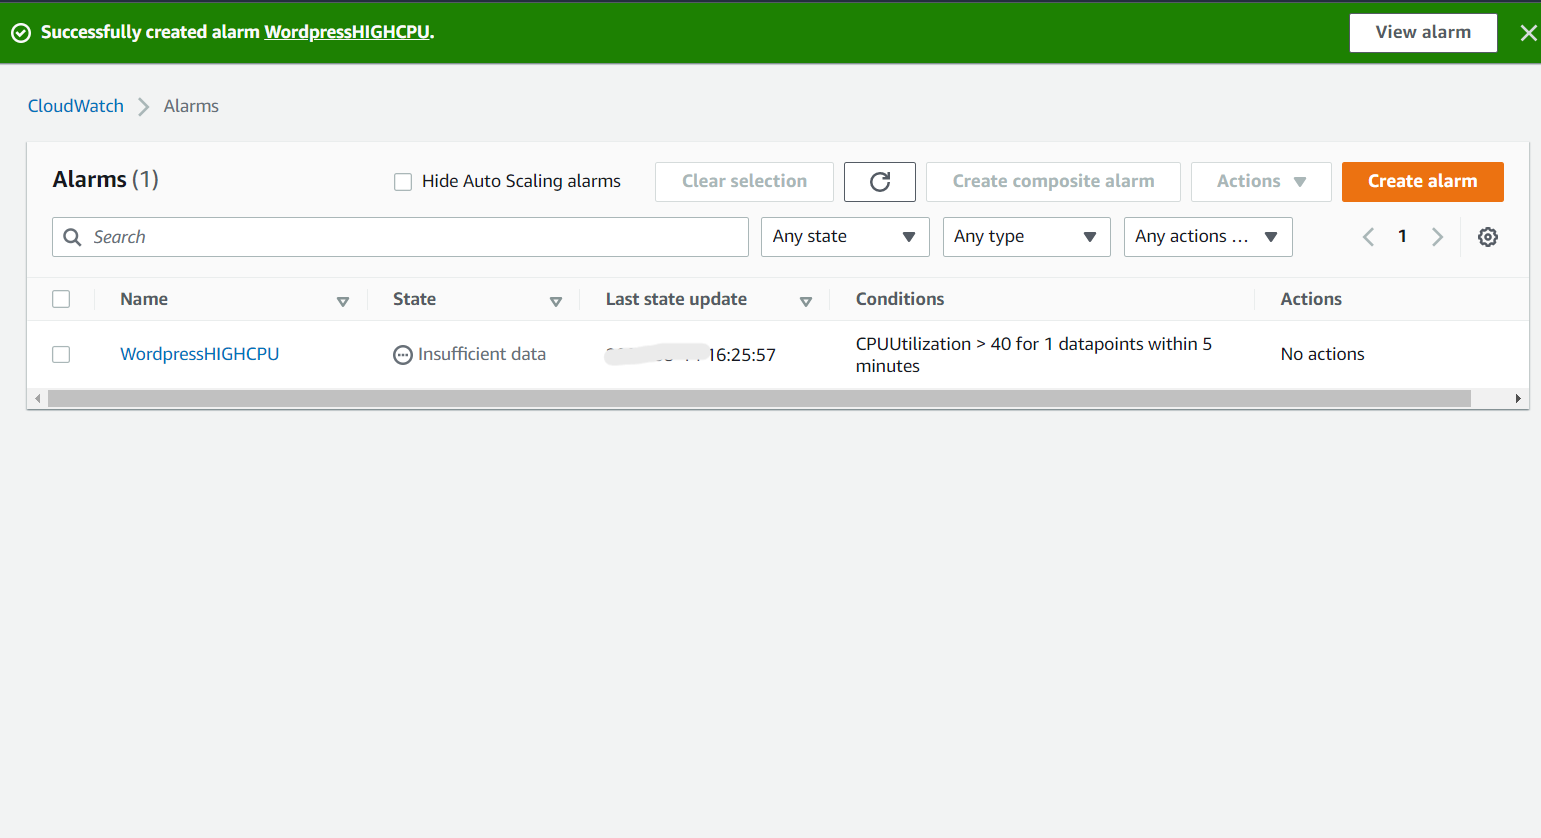 Successfully created alarm WordpressHIGHCPU.
View alarm
CloudWatch
Alarms
Alarms (1)
Hide Auto Scaling alarms
Clear selection
Create composite alarm
Actions
Create alarm
Search
Any state
Any type
Any actions ...
1
Name
State
Last state update
Conditions
Actions
WordpressHIGHCPU
Insufficient data
16:25:57
CPUUtilization > 40 for 1 datapoints within 5
minutes
No actions